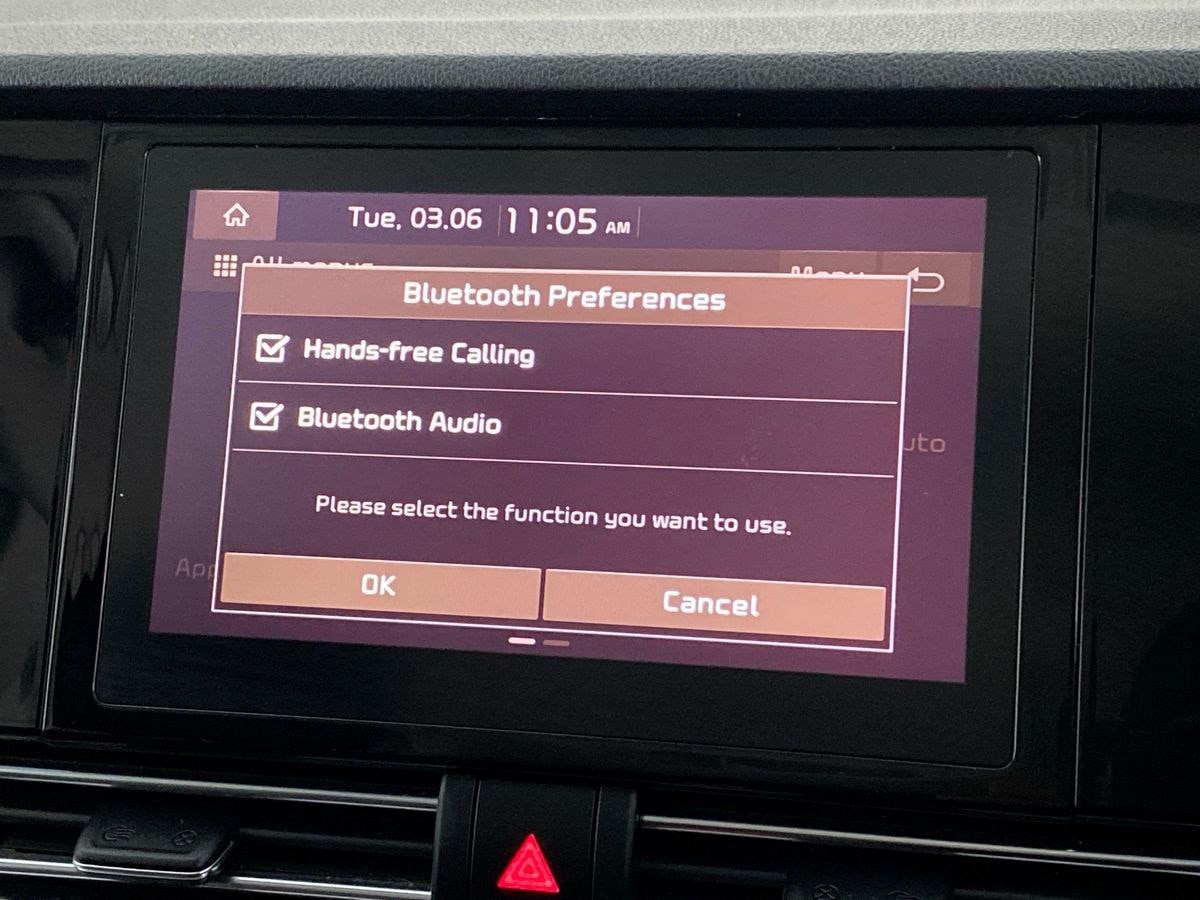 Tue, 03.06 11:05 AM
Bluetooth Preferences
Hands-free Calling
Bluetooth Audio
Please select the function you want to use.
OK Cancel